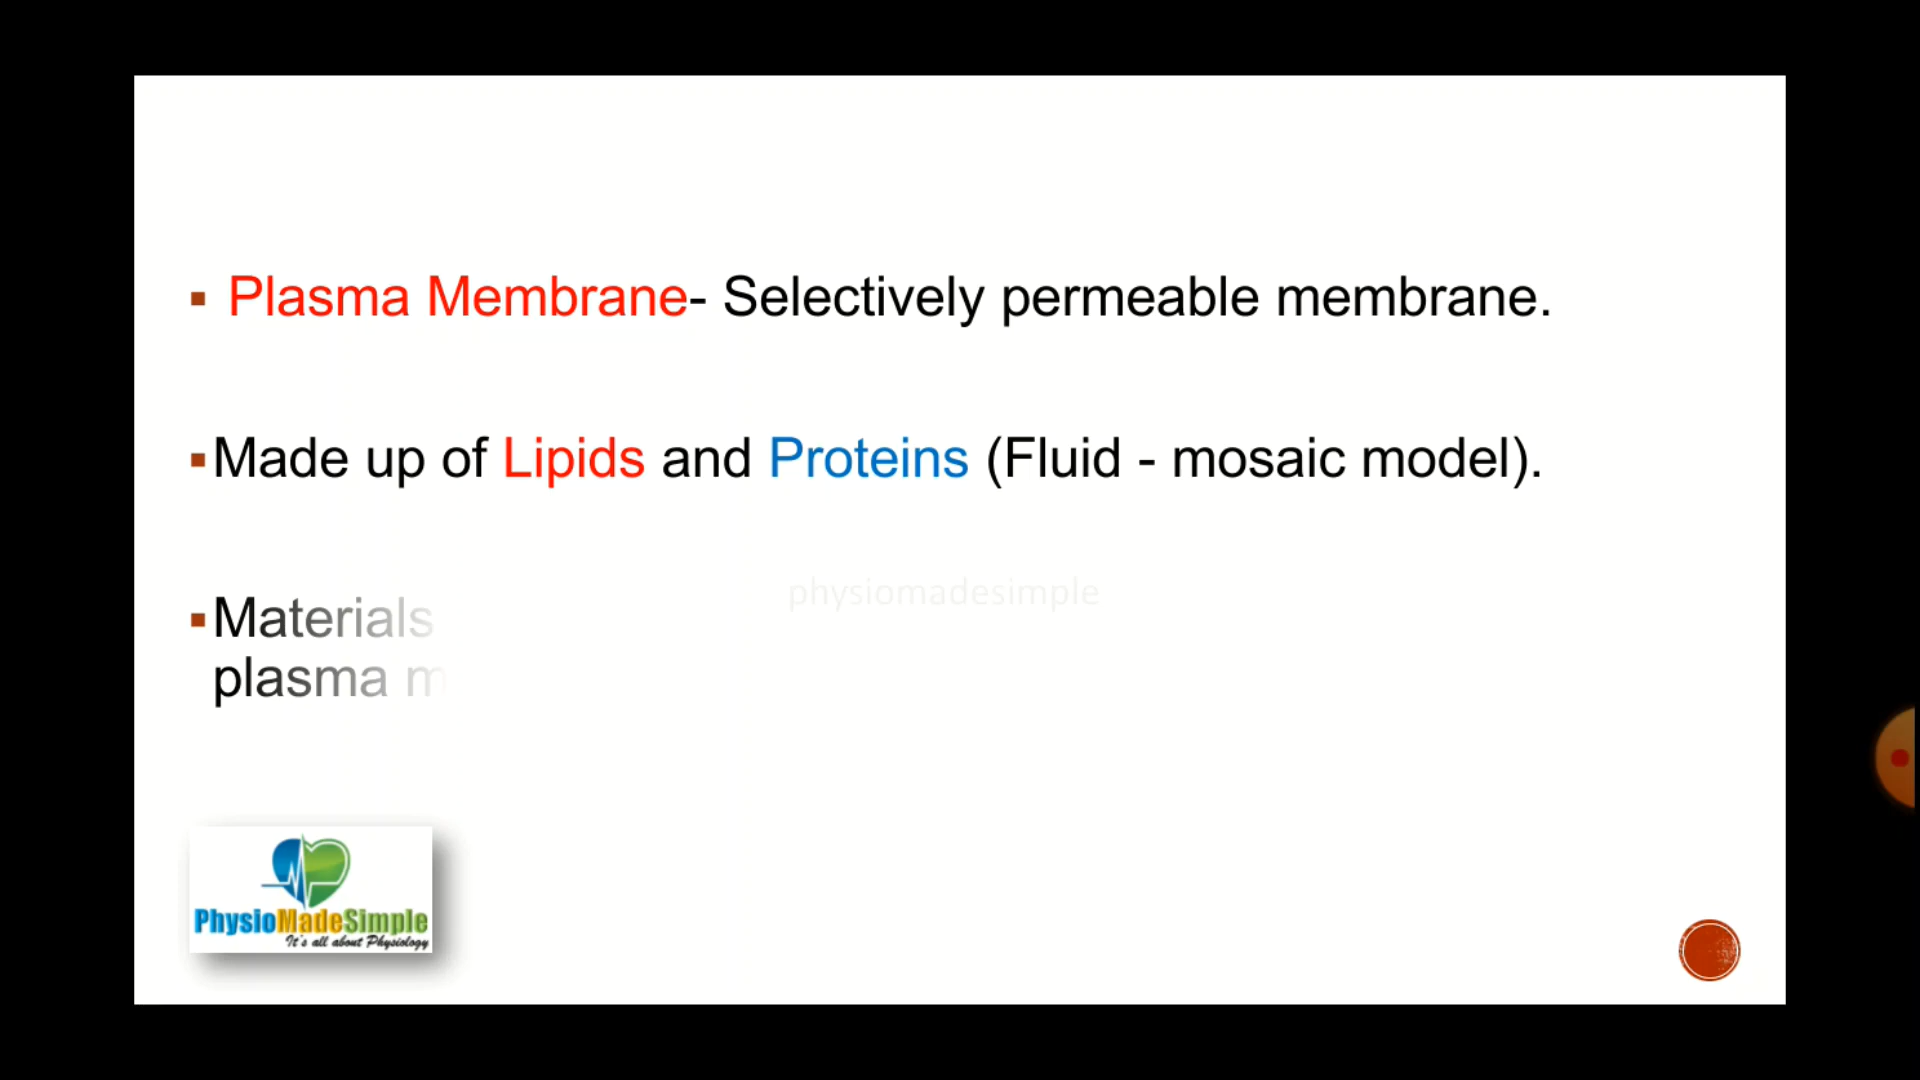 ▪ Plasma Membrane- Selectively permeable membrane.
▪Made up of Lipids and Proteins (Fluid - mosaic model).
physiomadesimple
▪Materials
plasma m
PhysioMadeSimple
It's all about Physiology